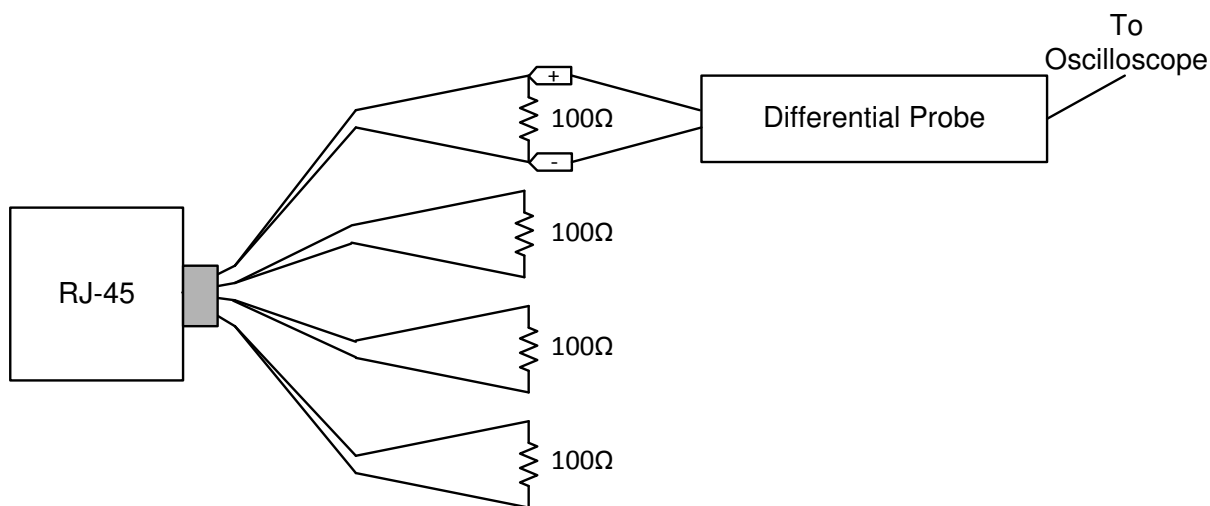 To
Oscilloscope
+
100Ω
Differential Probe
-
100Ω
RJ-45
100Ω
100Ω